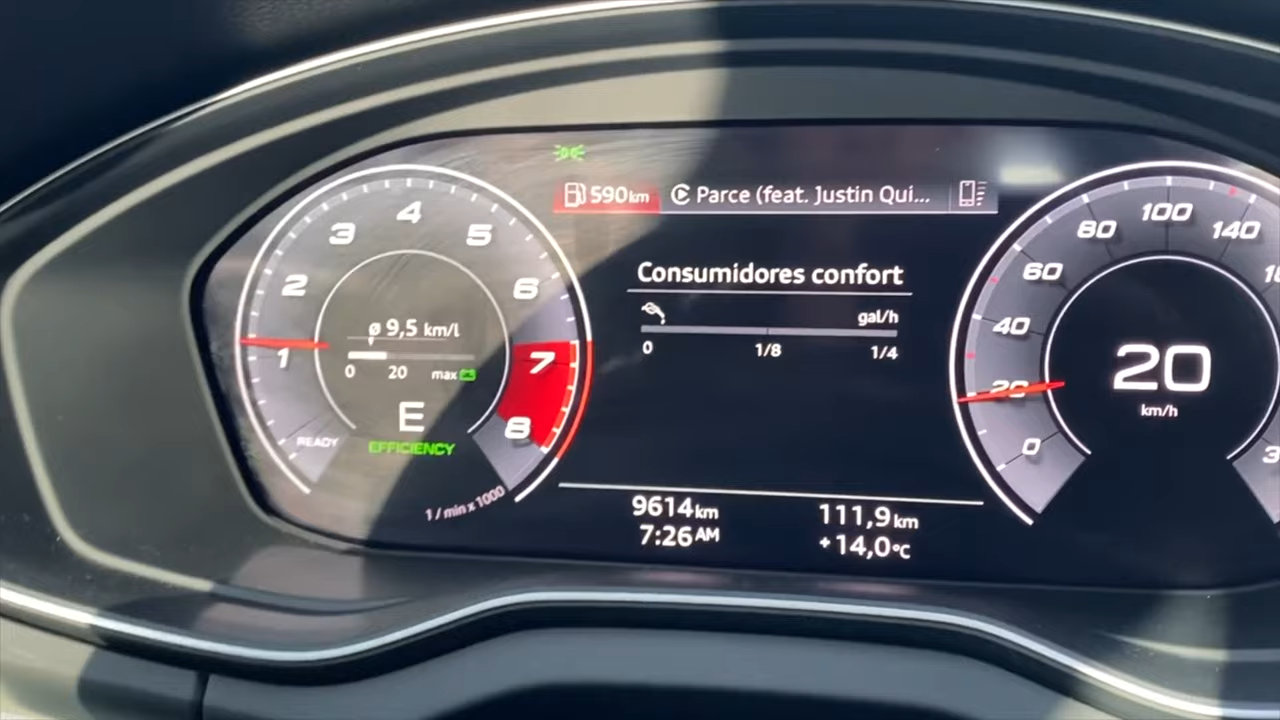 590km
Parce (feat. Justin Qui...
1 2 3 4 5 6 7 8
ø 9,5 km/l
0 20 max
READY
E
EFFICIENCY
1 / min x 1000
Consumidores confort
gal/h
0 1/8 1/4
9614km 111,9km
7:26AM +14,0°C
0 20 40 60 80 100 140
20
km/h